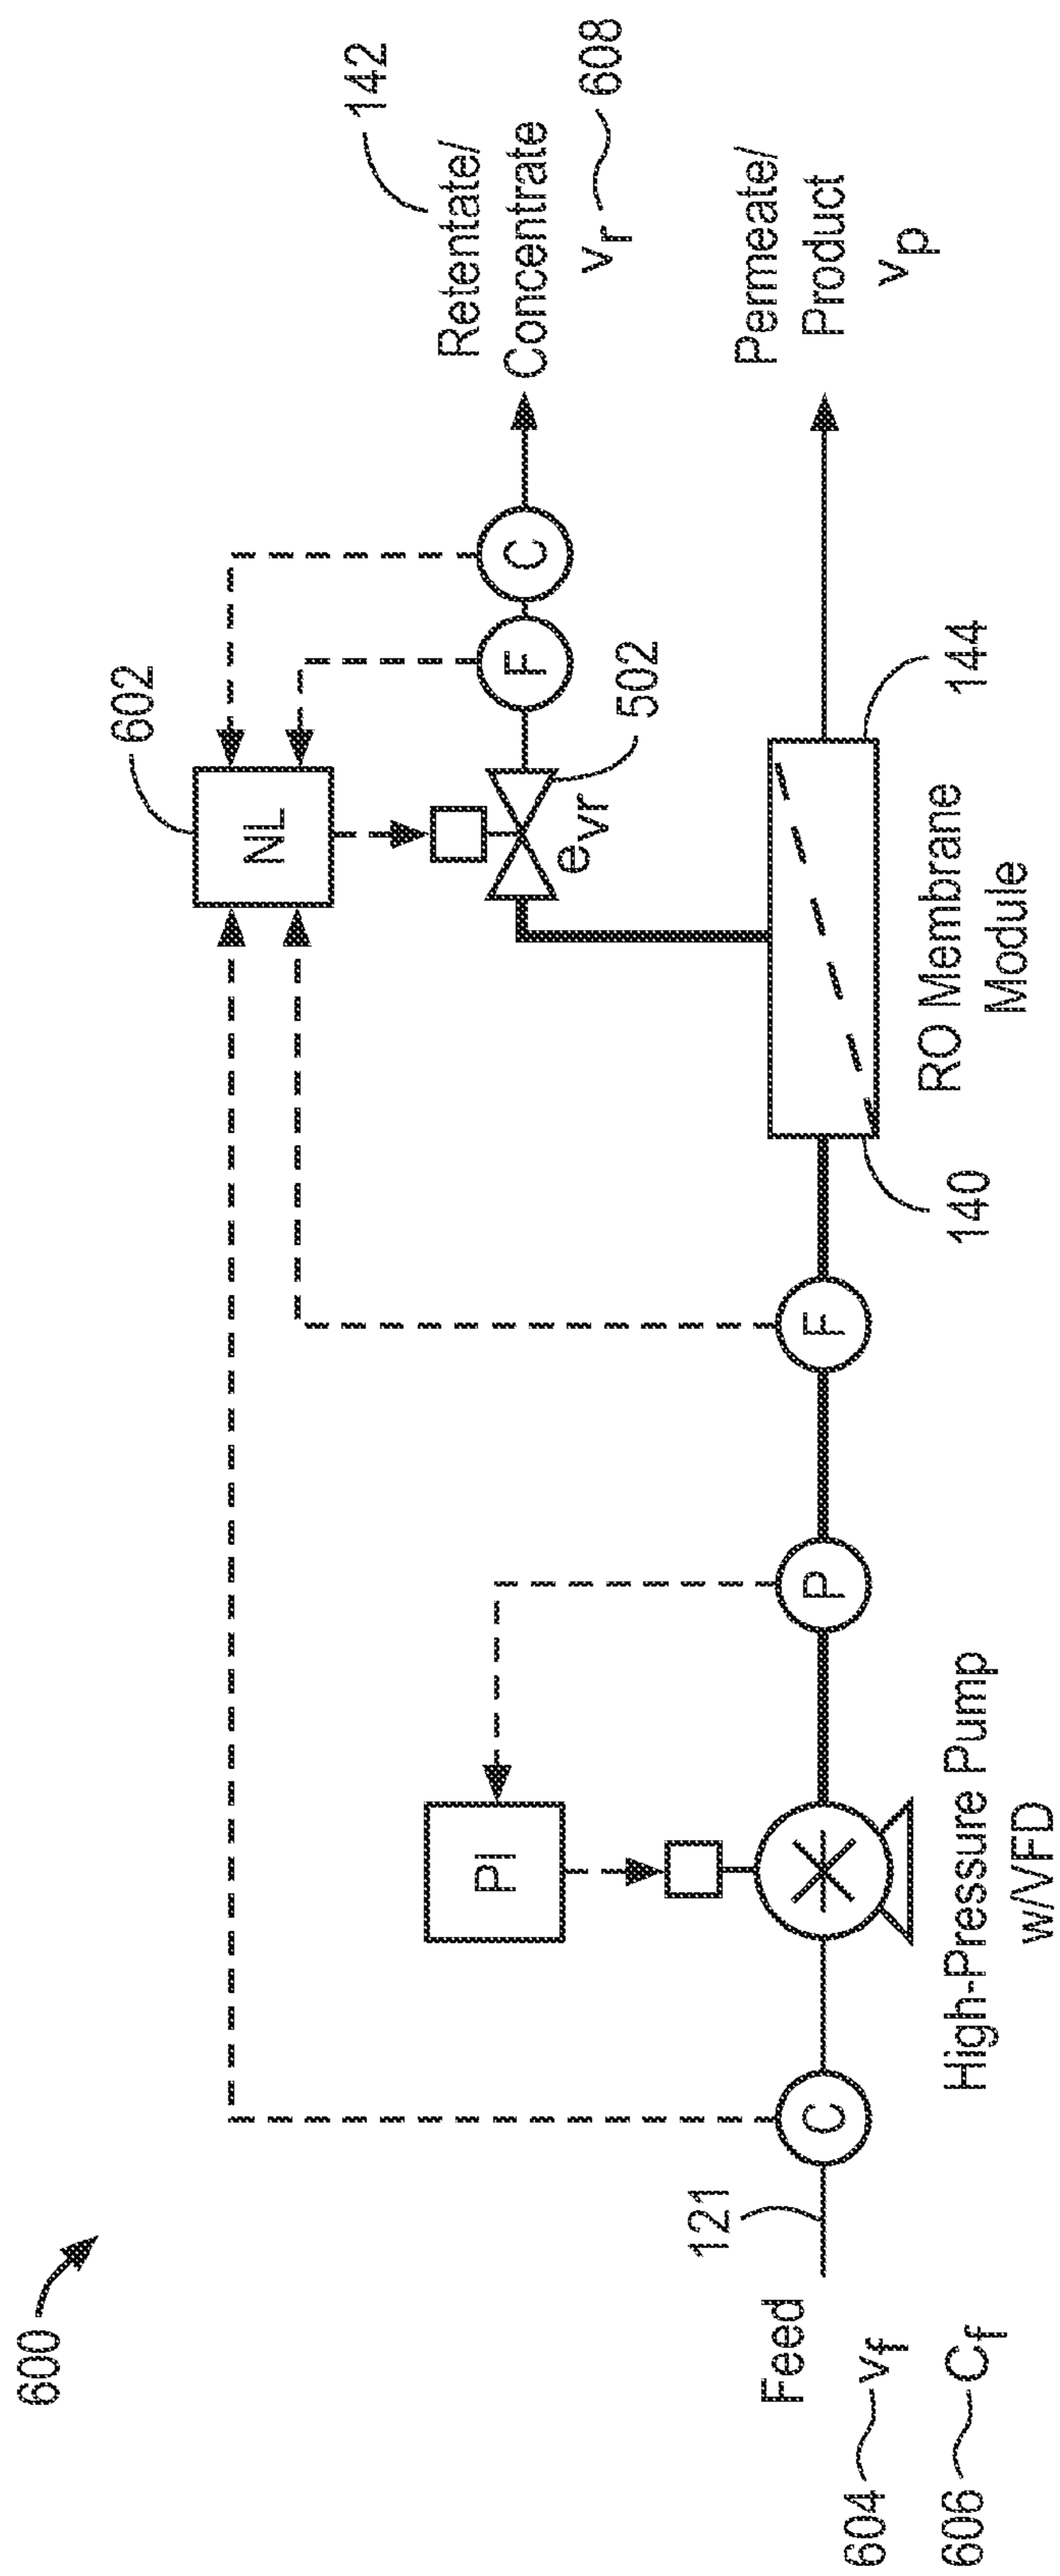 600
142
Retentate/
Concentrate
vr
608
602
NL
C
F
502
evr
Permeate/
Product
vp
144
RO Membrane
Module
140
F
P
PI
High-Pressure Pump
w/VFD
C
121
Feed
604
vf
606
Cf